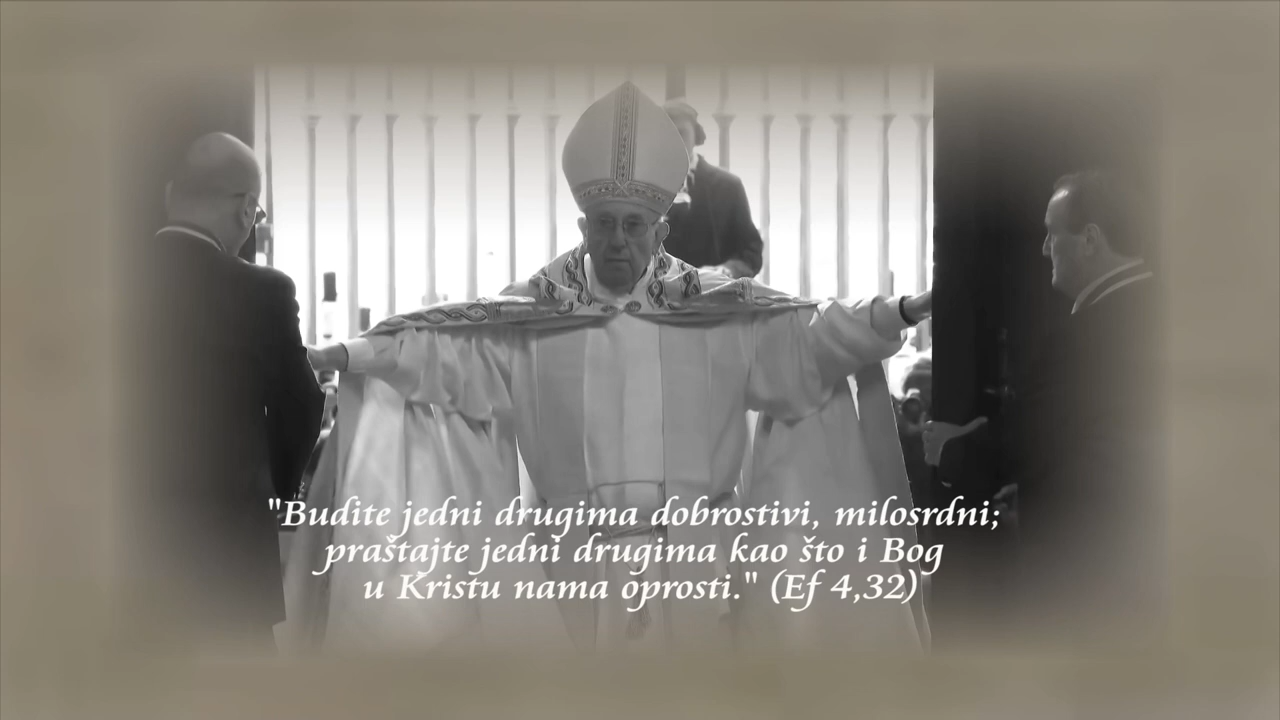 "Budite jedni drugima dobrostivi, milosrdni;
praštajte jedni drugima kao što i Bog
u Kristu nama oprosti." (Ef 4,32)